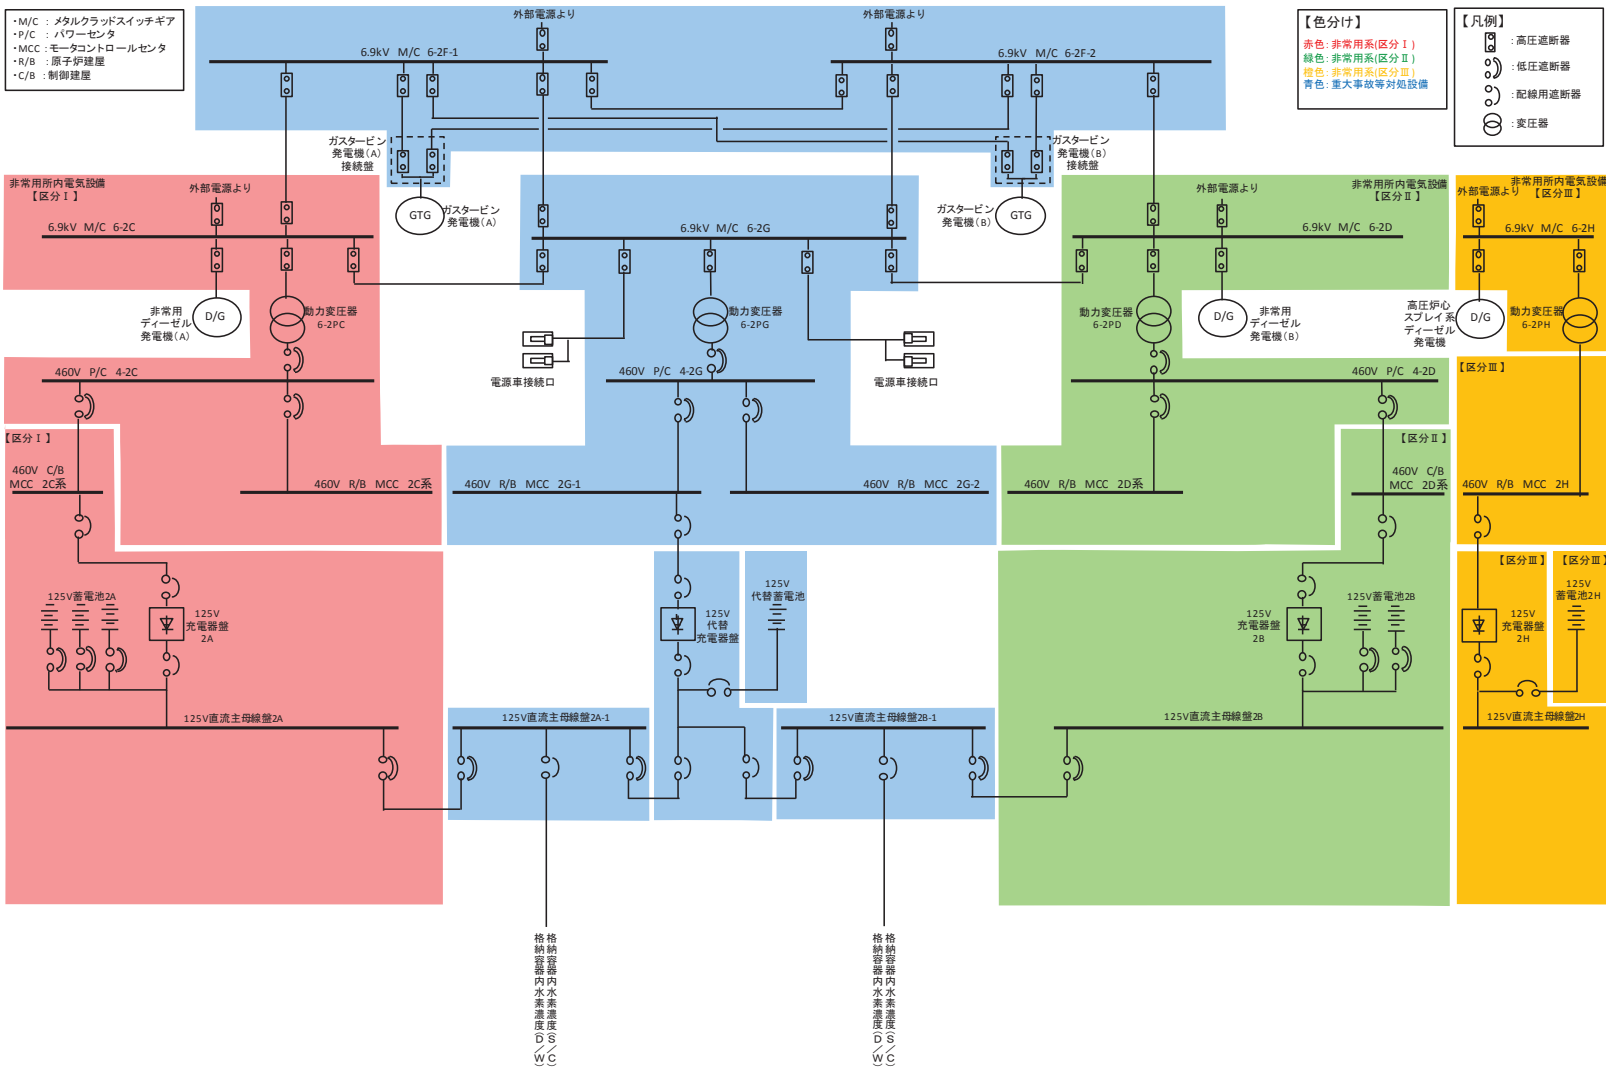 ・M/C ： メタルクラッドスイッチギア
・P/C ： パワーセンタ
・MCC ：モータコントロールセンタ
・R/B ：原子炉建屋
・C/B ：制御建屋
外部電源より
外部電源より
6.9kV M/C 6-2F-1
6.9kV M/C 6-2F-2
【色分け】
赤色：非常用系(区分Ⅰ)
緑色：非常用系(区分Ⅱ)
橙色：非常用系(区分Ⅲ)
青色：重大事故等対処設備
【凡例】
：高圧遮断器
：低圧遮断器
：配線用遮断器
：変圧器
ガスタービン
発電機(A)
接続盤
ガスタービン
発電機(B)
接続盤
非常用所内電気設備
【区分Ⅰ】
外部電源より
6.9kV M/C 6-2C
GTG
ガスタービン
発電機(A)
6.9kV M/C 6-2G
ガスタービン
発電機(B)
GTG
外部電源より
非常用所内電気設備
【区分Ⅱ】
6.9kV M/C 6-2D
非常用所内電気設備
【区分Ⅲ】
外部電源より
6.9kV M/C 6-2H
非常用
ディーゼル
発電機(A)
D/G
動力変圧器
6-2PC
動力変圧器
6-2PG
動力変圧器
6-2PD
D/G
非常用
ディーゼル
発電機(B)
高圧炉心
スプレイ系
ディーゼル
発電機
D/G
動力変圧器
6-2PH
電源車接続口
電源車接続口
460V P/C 4-2C
460V P/C 4-2G
460V P/C 4-2D
【区分Ⅲ】
【区分Ⅰ】
460V C/B
MCC 2C系
460V R/B MCC 2C系
460V R/B MCC 2G-1
460V R/B MCC 2G-2
460V R/B MCC 2D系
【区分Ⅱ】
460V C/B
MCC 2D系
460V R/B MCC 2H
125V蓄電池2A
125V
充電器盤
2A
125V
代替
充電器盤
125V
代替蓄電池
125V
充電器盤
2B
125V蓄電池2B
【区分Ⅲ】
125V
充電器盤
2H
【区分Ⅲ】
125V
蓄電池2H
125V直流主母線盤2A
125V直流主母線盤2A-1
125V直流主母線盤2B-1
125V直流主母線盤2B
125V直流主母線盤2H
格納容器内水素濃度(S/C)
格納容器内水素濃度(D/W)
格納容器内水素濃度(S/C)
格納容器内水素濃度(D/W)